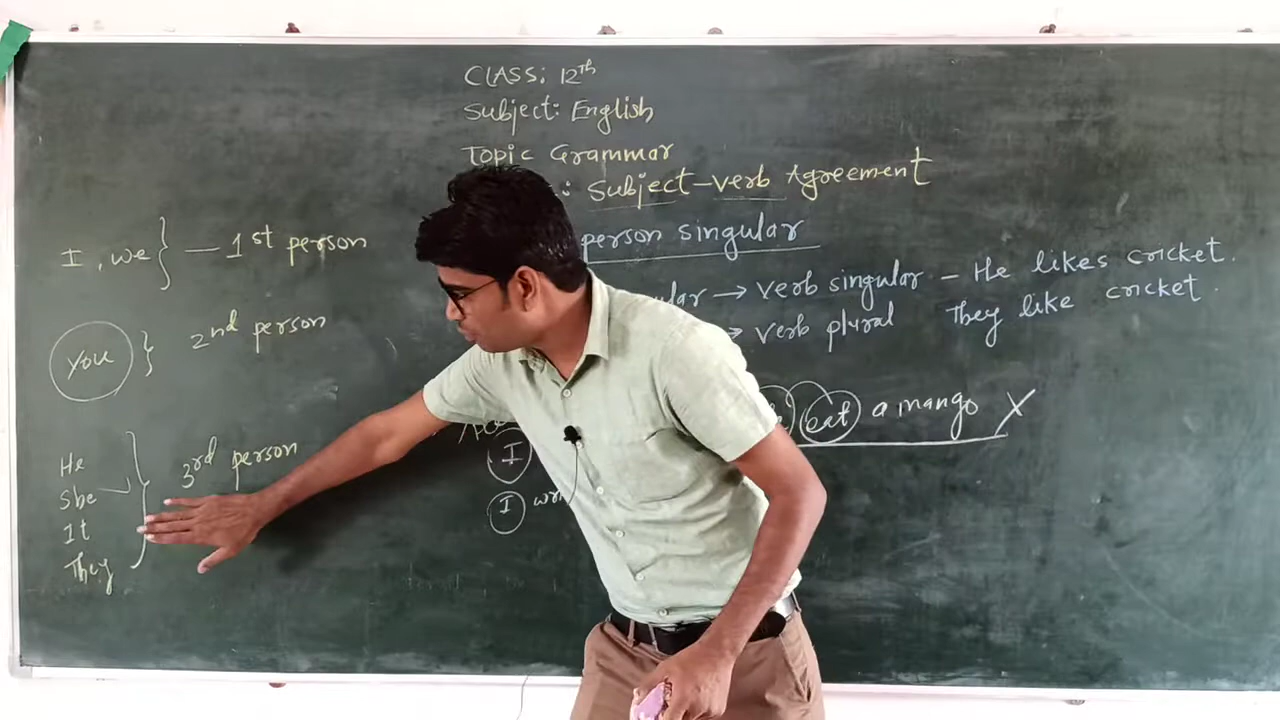 CLASS: 12th
Subject: English
Topic Grammar
: Subject-verb Agreement
person singular
verb singular - He likes cricket.
verb plural They like cricket.
eat a mango X
I, we } — 1st person
you } 2nd person
He
She
It
They
} 3rd person
I
I